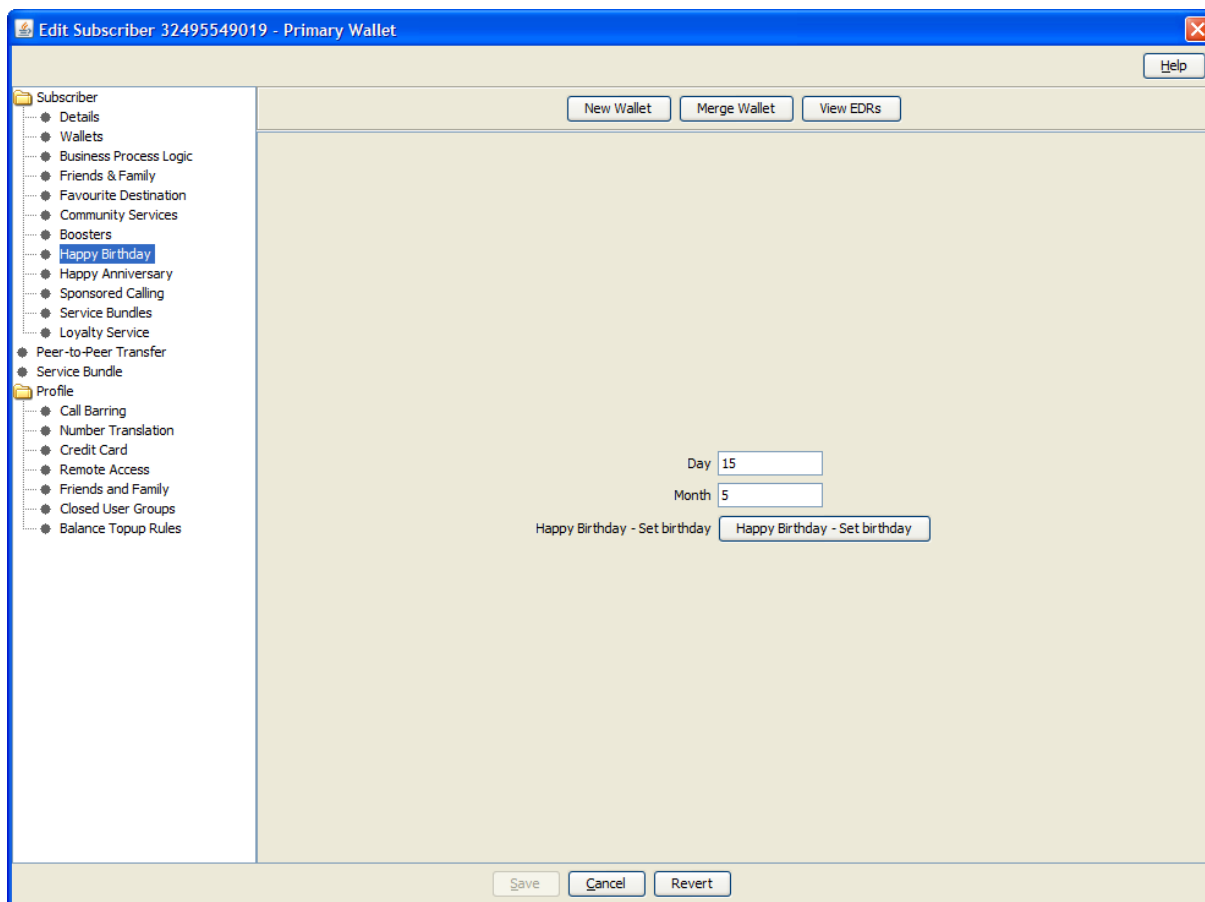 Edit Subscriber 32495549019 - Primary Wallet
Help
Subscriber
Details
Wallets
Business Process Logic
Friends & Family
Favourite Destination
Community Services
Boosters
Happy Birthday
Happy Anniversary
Sponsored Calling
Service Bundles
Loyalty Service
Peer-to-Peer Transfer
Service Bundle
Profile
Call Barring
Number Translation
Credit Card
Remote Access
Friends and Family
Closed User Groups
Balance Topup Rules
New Wallet Merge Wallet View EDRs
Day 15
Month 5
Happy Birthday - Set birthday Happy Birthday - Set birthday
Save Cancel Revert